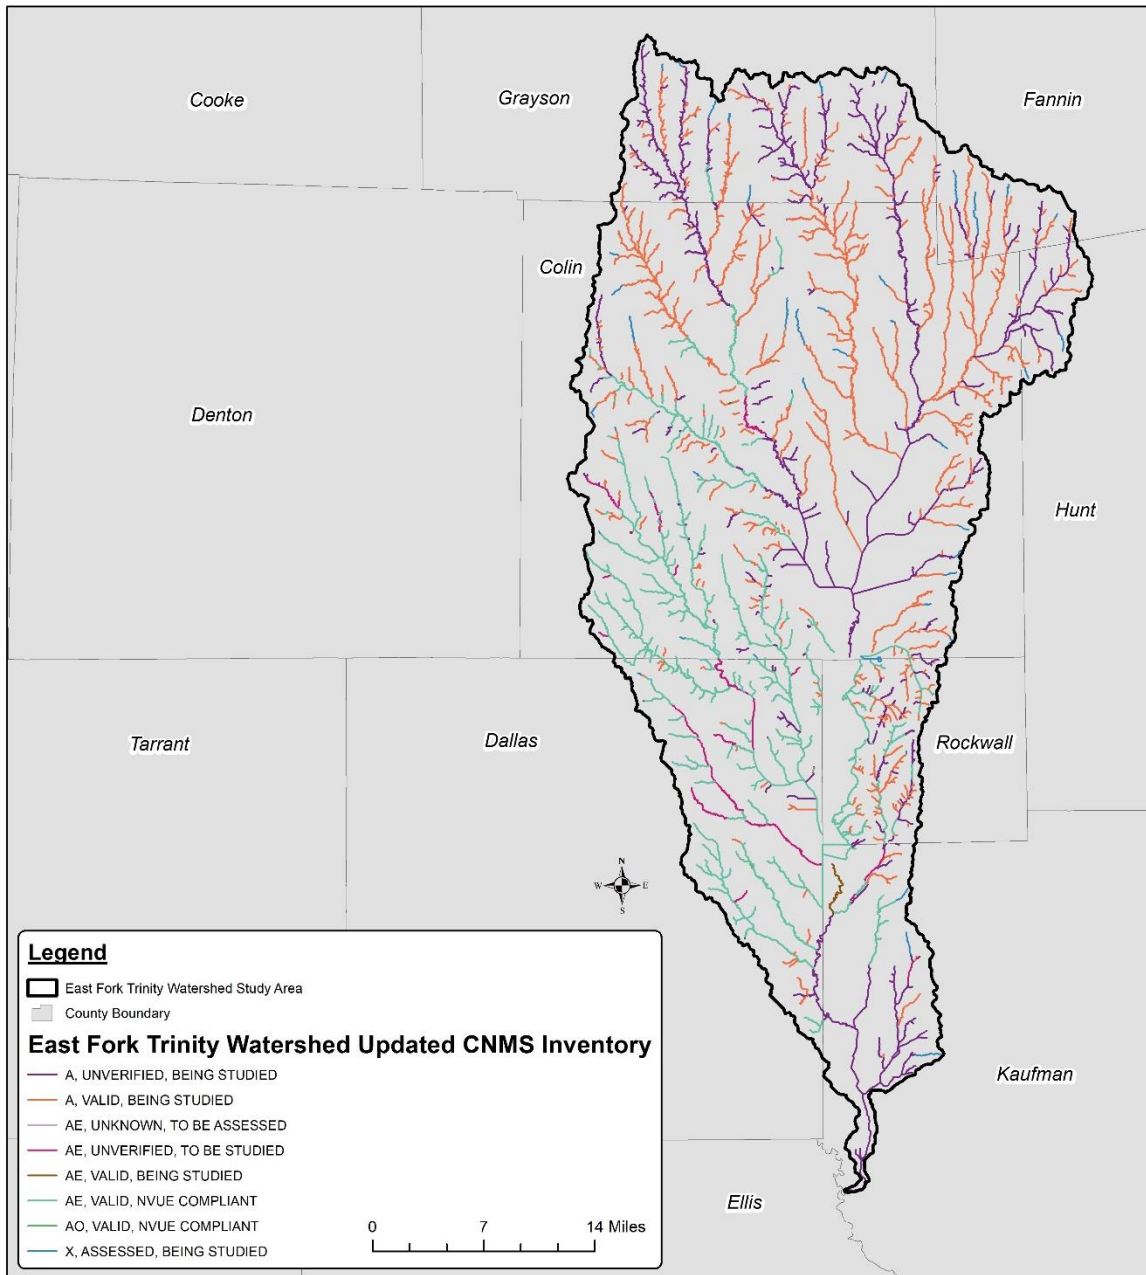 Cooke
Grayson
Fannin
Colin
Denton
Hunt
Tarrant
Dallas
Rockwall
N
W E
S
Kaufman
Ellis
Legend
East Fork Trinity Watershed Study Area
County Boundary
East Fork Trinity Watershed Updated CNMS Inventory
A, UNVERIFIED, BEING STUDIED
A, VALID, BEING STUDIED
AE, UNKNOWN, TO BE ASSESSED
AE, UNVERIFIED, TO BE STUDIED
AE, VALID, BEING STUDIED
AE, VALID, NVUE COMPLIANT
AO, VALID, NVUE COMPLIANT
X, ASSESSED, BEING STUDIED
0 7 14 Miles